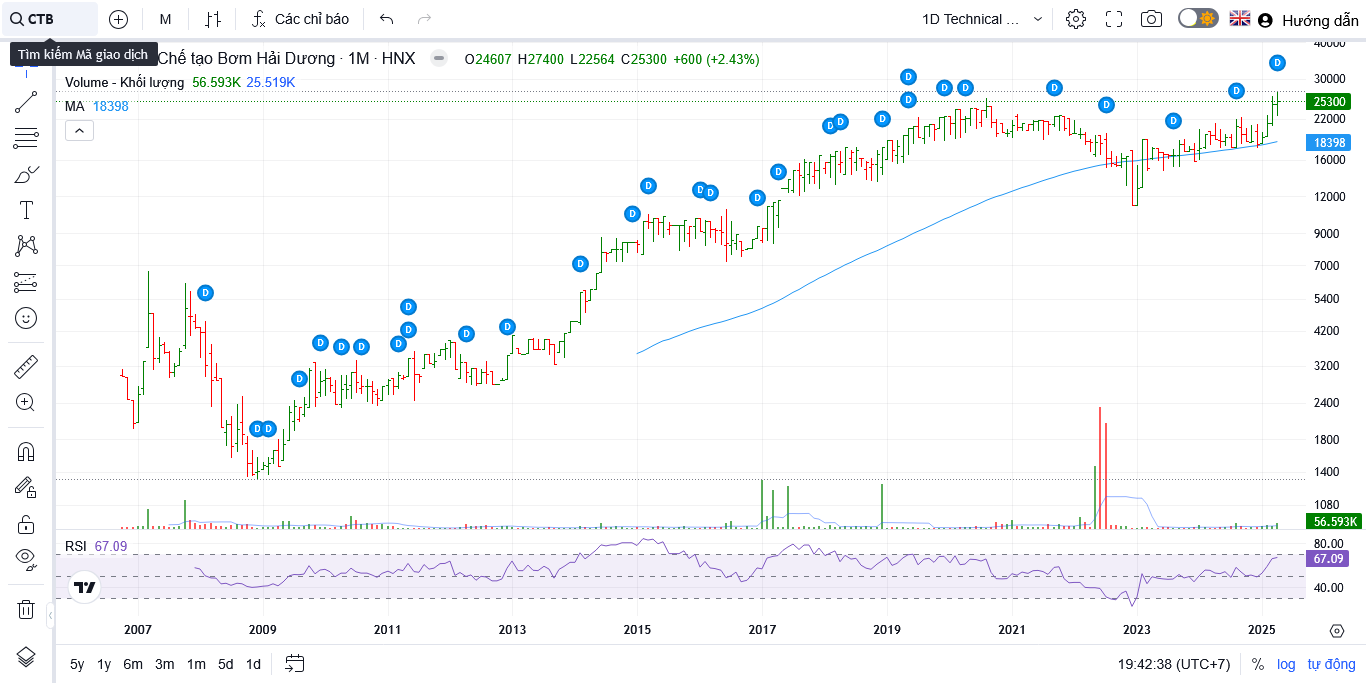 CTB M Các chỉ báo 1D Technical ... Hướng dẫn
Tìm kiếm Mã giao dịch
Chế tạo Bơm Hải Dương · 1M · HNX O24607 H27400 L22564 C25300 +600 (+2.43%)
Volume - Khối lượng 56.593K 25.519K
MA 18398
40000
30000
25300
22000
18398
16000
12000
9000
7000
5400
4200
3200
2400
1800
1400
1080
56.593K
D D D D D D D D D D D D D D D D D D D D D D D D D D D D D D
RSI 67.09
80.00
67.09
40.00
2007 2009 2011 2013 2015 2017 2019 2021 2023 2025
5y 1y 6m 3m 1m 5d 1d 19:42:38 (UTC+7) % log tự động